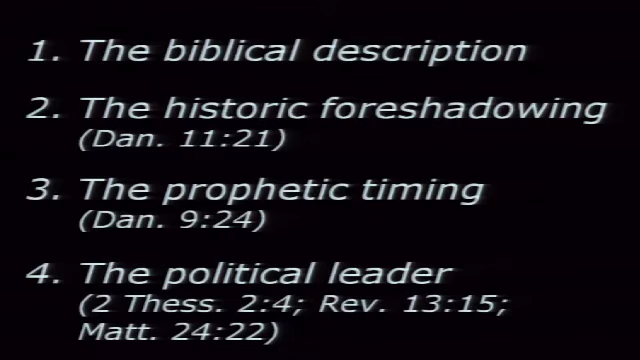 1. The biblical description
2. The historic foreshadowing
(Dan. 11:21)
3. The prophetic timing
(Dan. 9:24)
4. The political leader
(2 Thess. 2:4; Rev. 13:15;
Matt. 24:22)